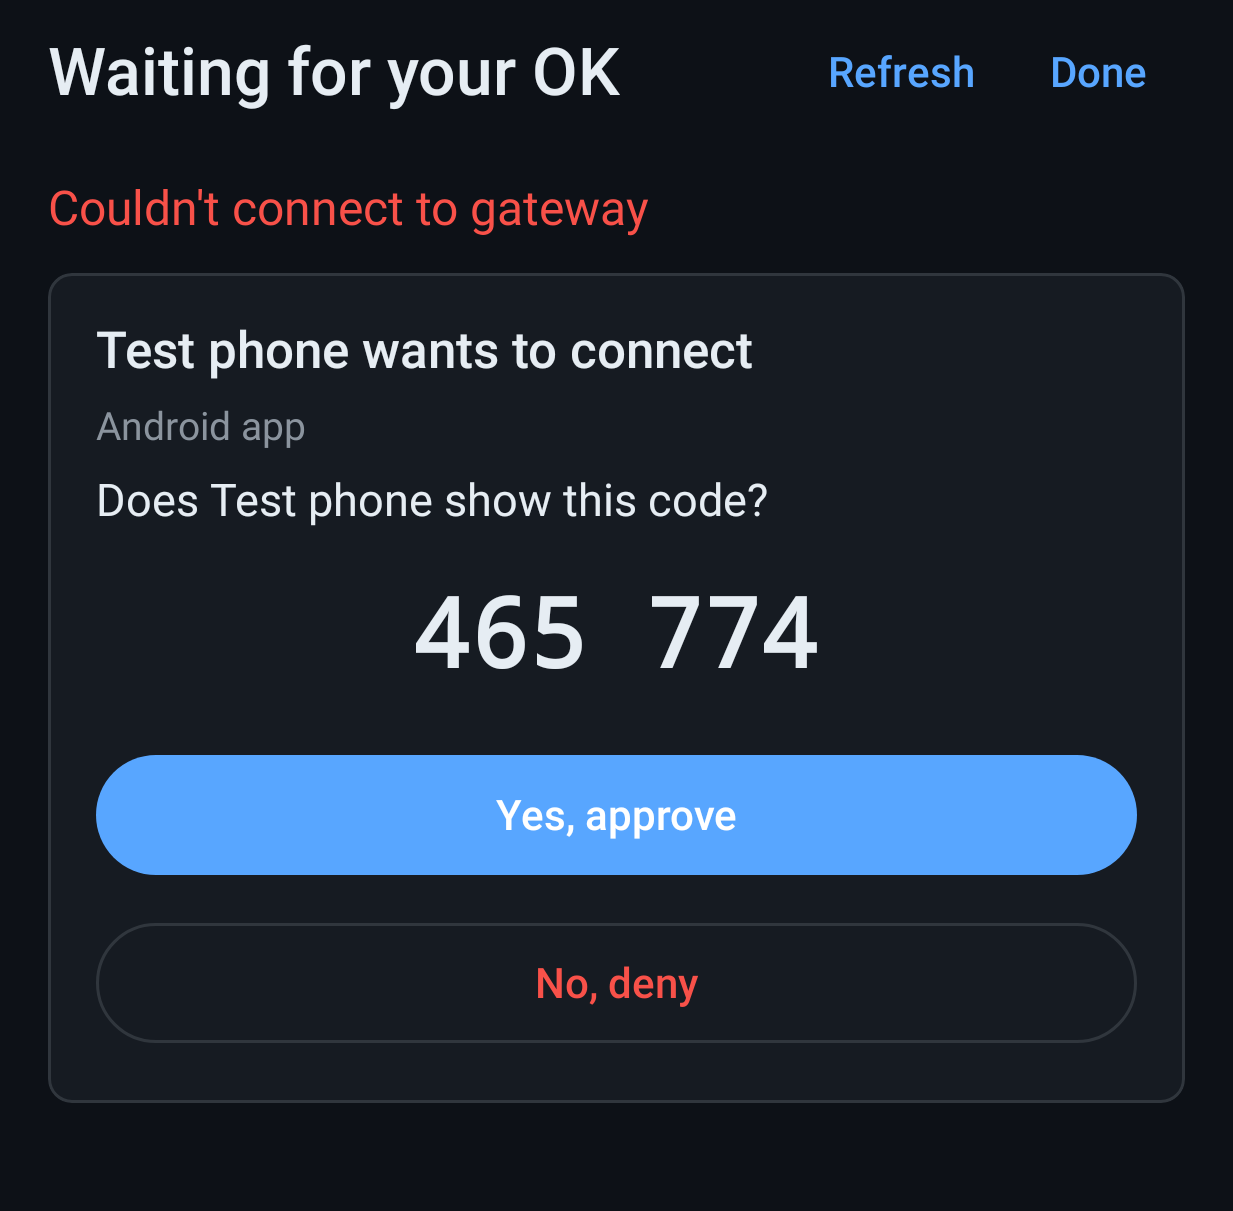 Waiting for your OK
Refresh
Done
Couldn't connect to gateway
Test phone wants to connect
Android app
Does Test phone show this code?
465 774
Yes, approve
No, deny